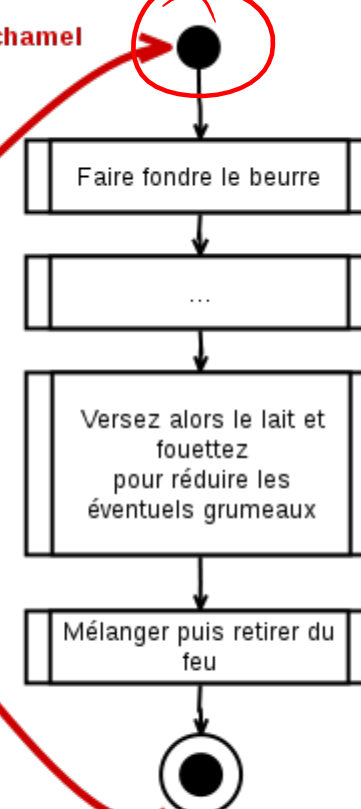 chamel
Faire fondre le beurre
...
Versez alors le lait et
fouettez
pour réduire les
éventuels grumeaux
Mélanger puis retirer du
feu